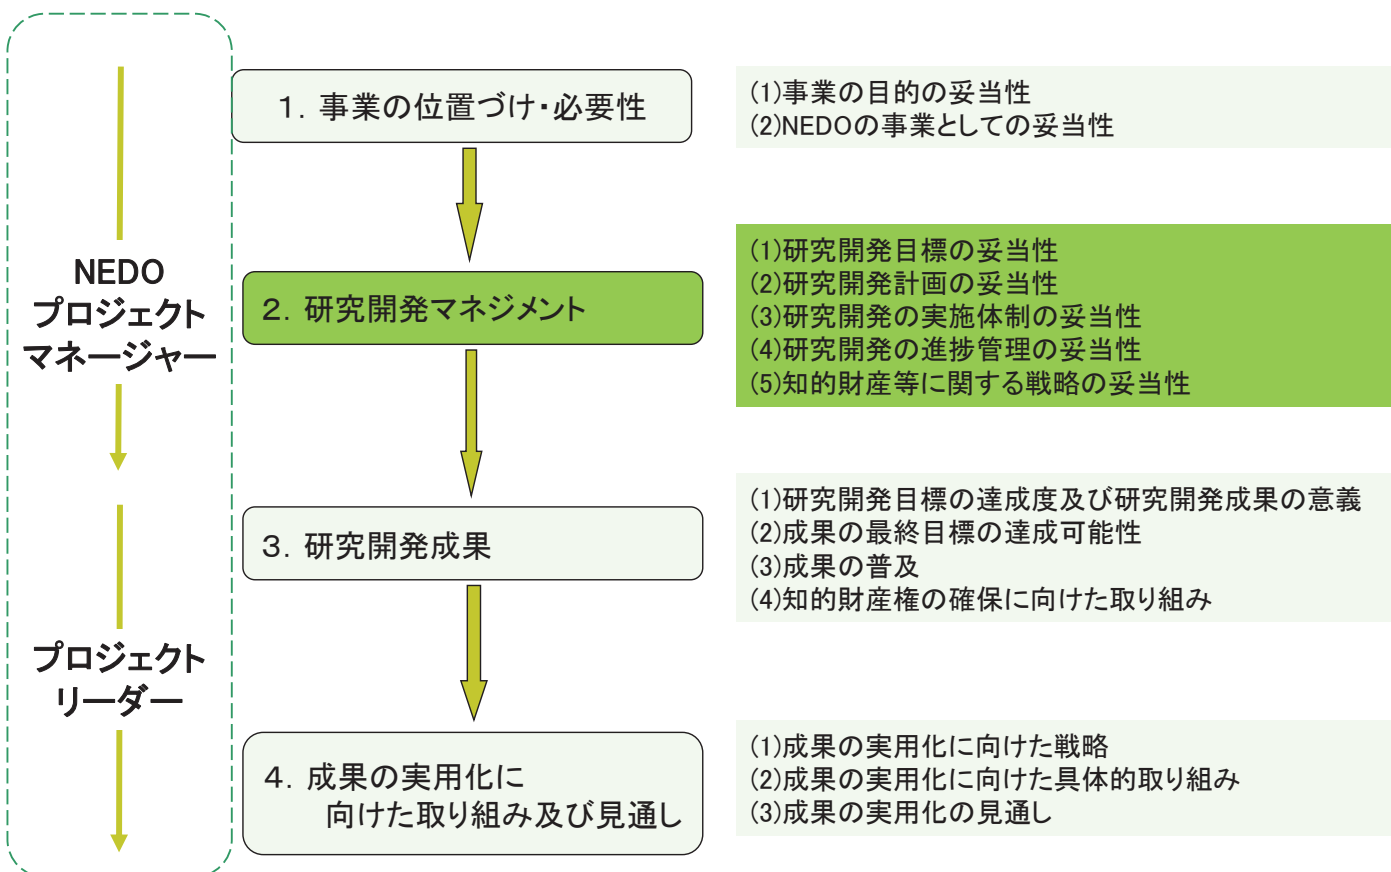 NEDO
プロジェクト
マネージャー
プロジェクト
リーダー
１．事業の位置づけ・必要性
(1)事業の目的の妥当性
(2)NEDOの事業としての妥当性
２．研究開発マネジメント
(1)研究開発目標の妥当性
(2)研究開発計画の妥当性
(3)研究開発の実施体制の妥当性
(4)研究開発の進捗管理の妥当性
(5)知的財産等に関する戦略の妥当性
３．研究開発成果
(1)研究開発目標の達成度及び研究開発成果の意義
(2)成果の最終目標の達成可能性
(3)成果の普及
(4)知的財産権の確保に向けた取り組み
４．成果の実用化に
向けた取り組み及び見通し
(1)成果の実用化に向けた戦略
(2)成果の実用化に向けた具体的取り組み
(3)成果の実用化の見通し